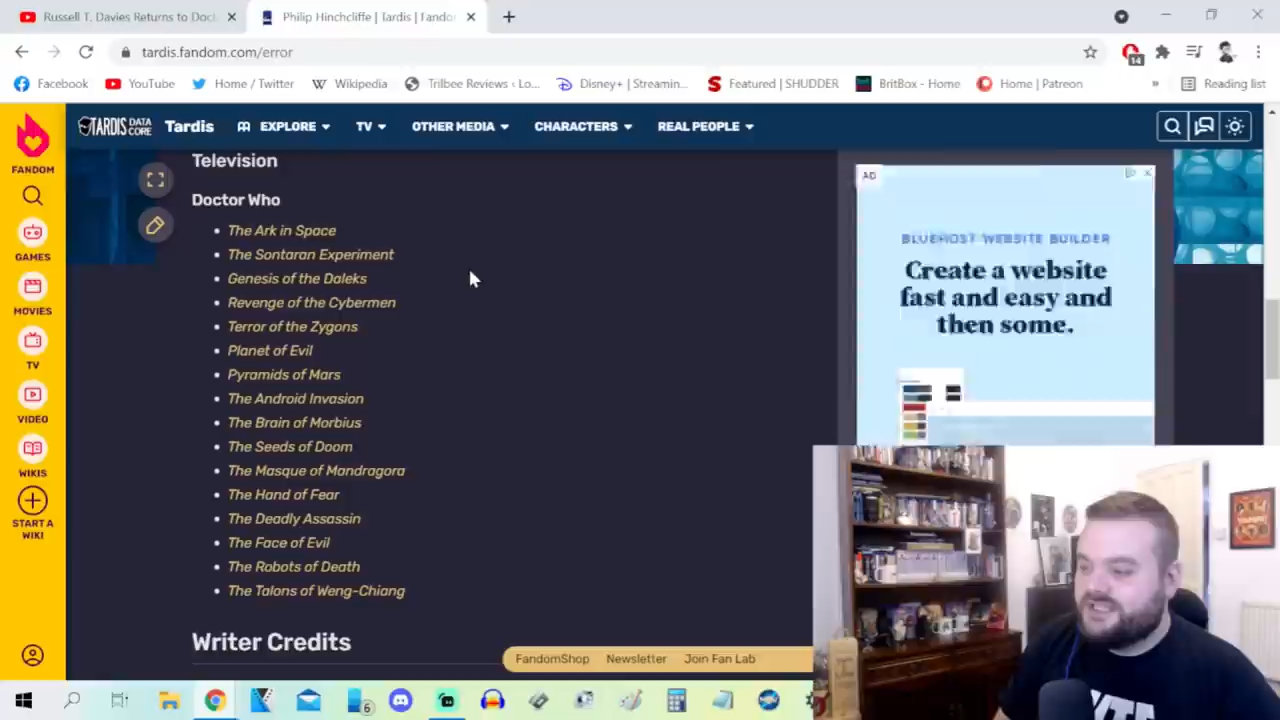 Russell T. Davies Returns to Doct
Philip Hinchcliffe | Tardis | Fandom
tardis.fandom.com/error
14
Facebook
YouTube
Home / Twitter
Wikipedia
Trilbee Reviews ‹ Lo...
Disney+ | Streamin...
Featured | SHUDDER
BritBox - Home
Home | Patreon
»
Reading list
TARDIS DATA CORE
Tardis
EXPLORE
TV
OTHER MEDIA
CHARACTERS
REAL PEOPLE
FANDOM
GAMES
MOVIES
TV
VIDEO
WIKIS
START A
WIKI
Television
Doctor Who
The Ark in Space
The Sontaran Experiment
Genesis of the Daleks
Revenge of the Cybermen
Terror of the Zygons
Planet of Evil
Pyramids of Mars
The Android Invasion
The Brain of Morbius
The Seeds of Doom
The Masque of Mandragora
The Hand of Fear
The Deadly Assassin
The Face of Evil
The Robots of Death
The Talons of Weng-Chiang
Writer Credits
AD
BLUEHOST WEBSITE BUILDER
Create a website
fast and easy and
then some.
FandomShop
Newsletter
Join Fan Lab
6